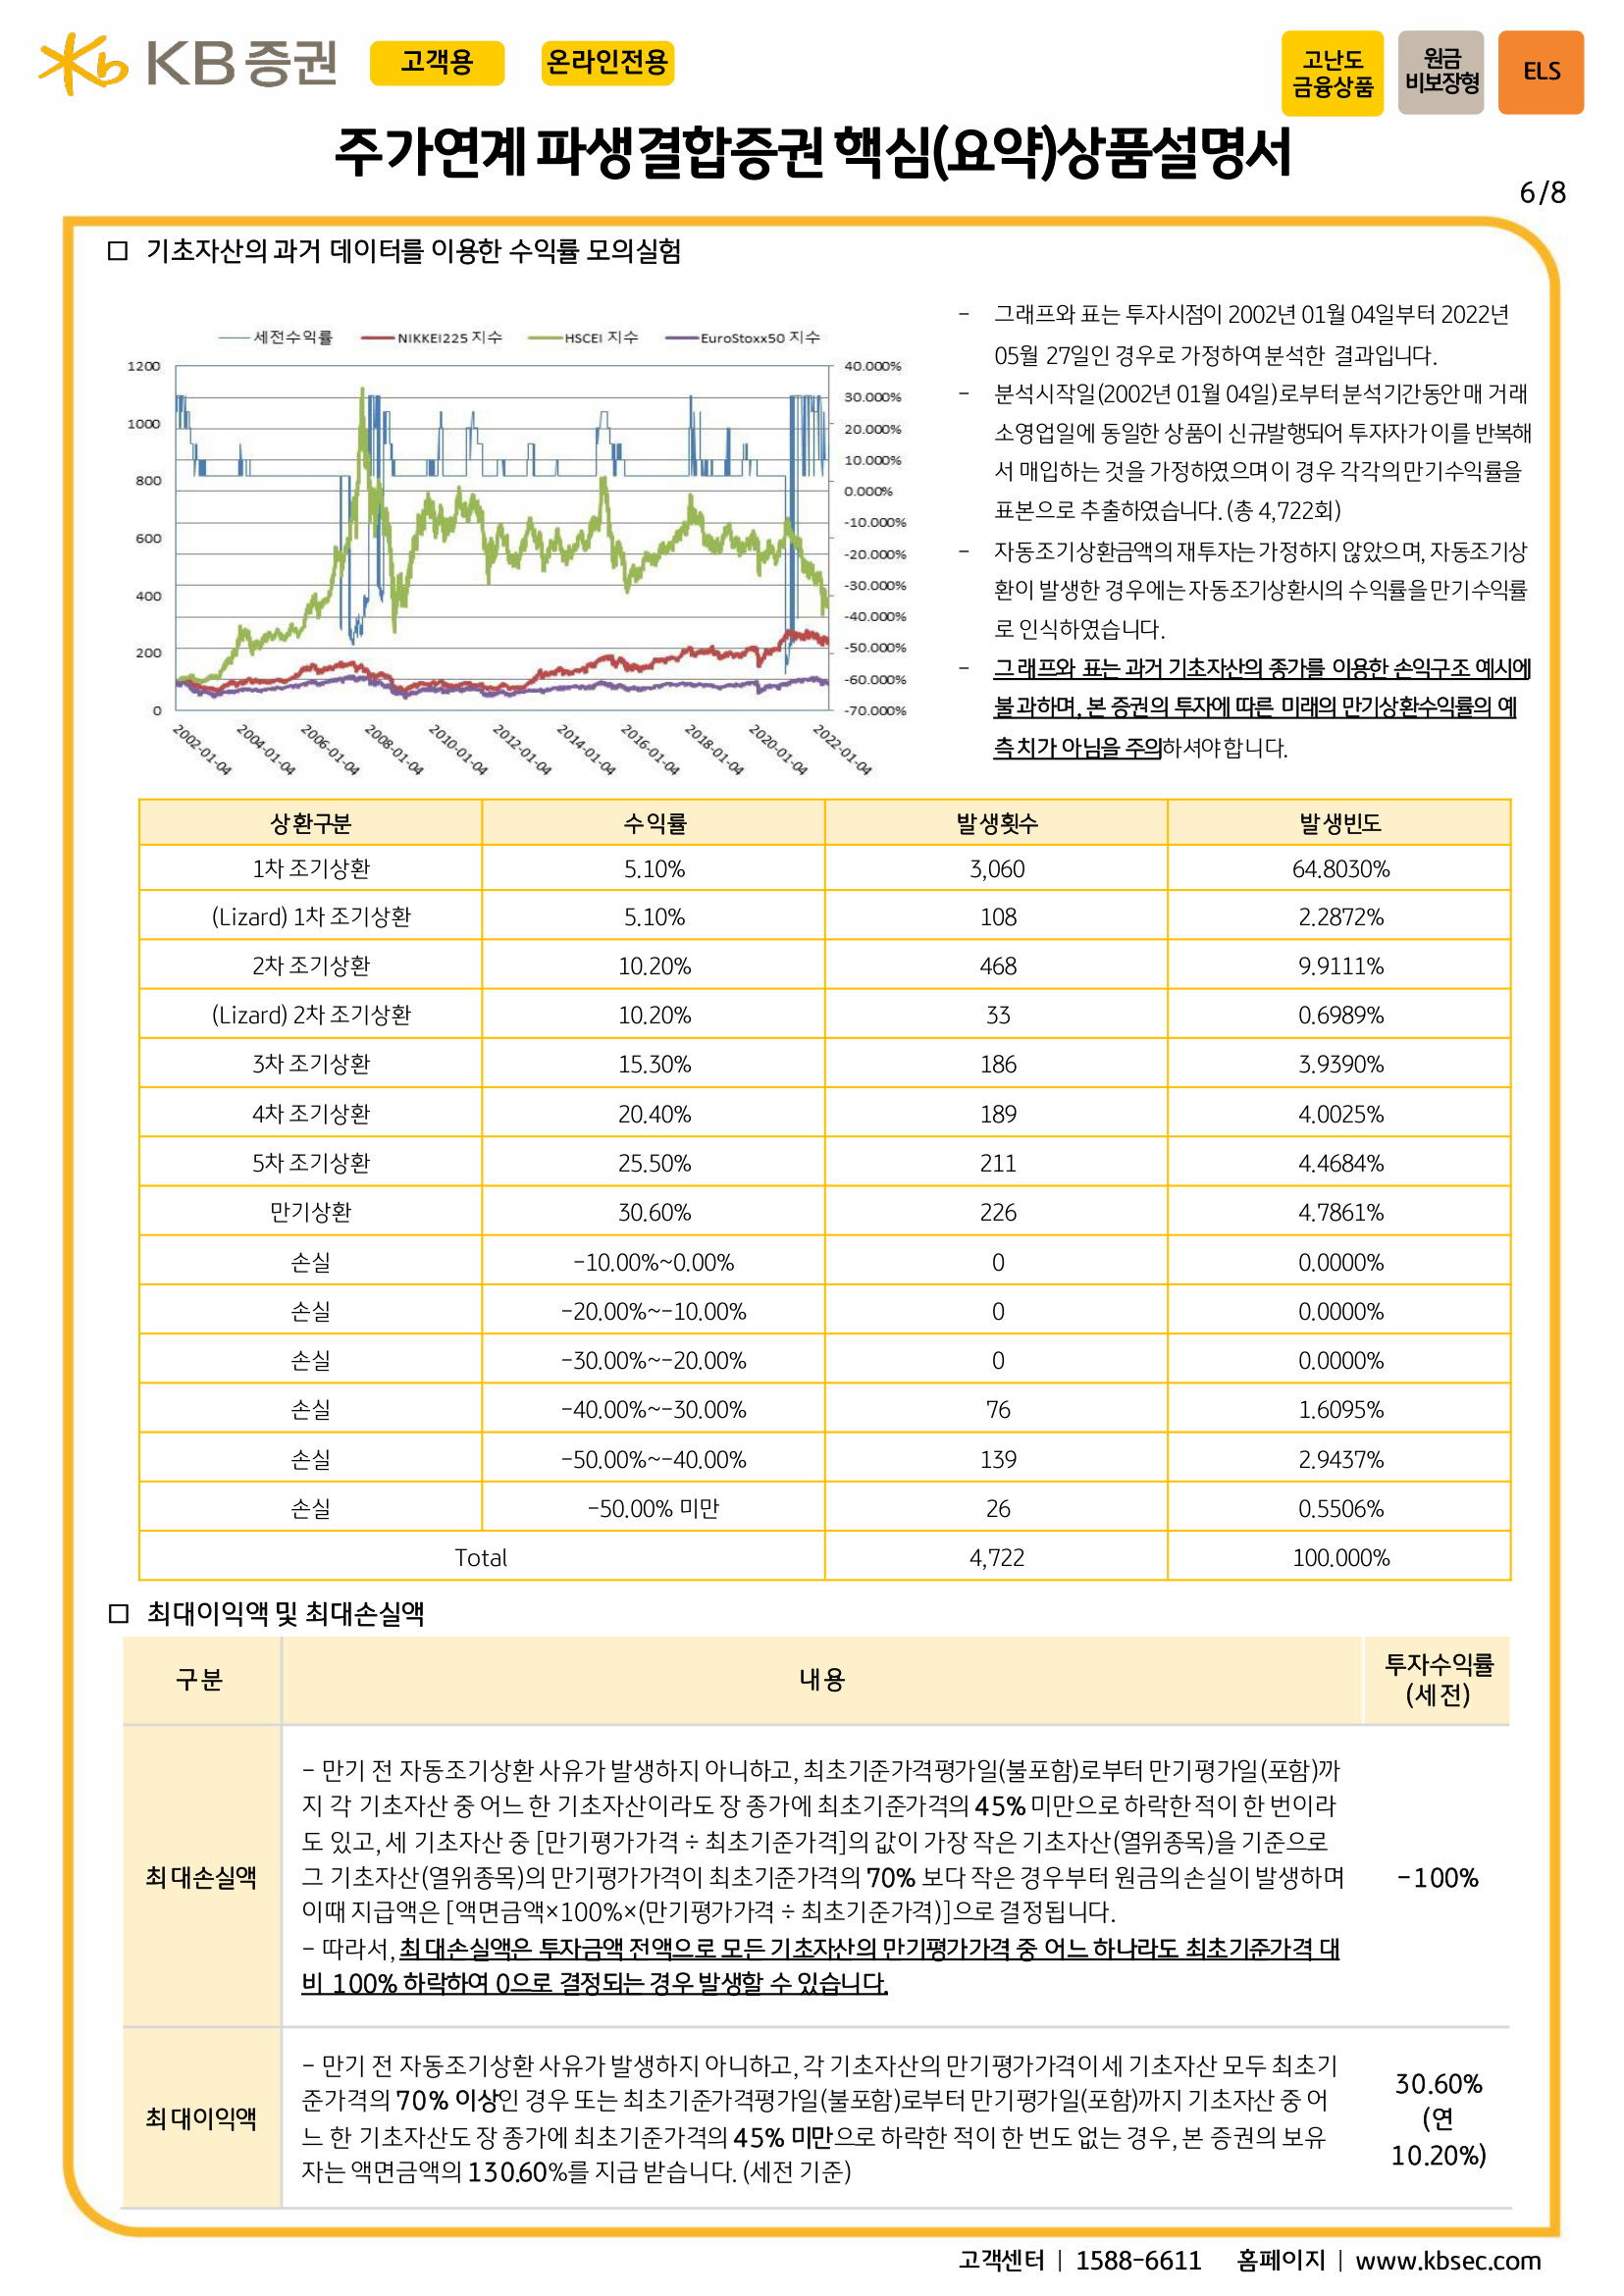 KB증권 고객용 온라인전용 고난도 금융상품 원금 비보장형 ELS
주가연계 파생결합증권 핵심(요약)상품설명서
6/8
□ 기초자산의 과거 데이터를 이용한 수익률 모의실험
세전수익률 NIKKEI225 지수 HSCEI 지수 EuroStoxx50 지수
1200
1000
800
600
400
200
0
40.000%
30.000%
20.000%
10.000%
0.000%
-10.000%
-20.000%
-30.000%
-40.000%
-50.000%
-60.000%
-70.000%
2002-01-04 2004-01-04 2006-01-04 2008-01-04 2010-01-04 2012-01-04 2014-01-04 2016-01-04 2018-01-04 2020-01-04 2022-01-04
- 그래프와 표는 투자시점이 2002년 01월 04일부터 2022년
05월 27일인 경우로 가정하여 분석한 결과입니다.
- 분석시작일(2002년 01월 04일)로부터 분석기간동안 매 거래
소영업일에 동일한 상품이 신규발행되어 투자자가 이를 반복해
서 매입하는 것을 가정하였으며 이 경우 각각의 만기수익률을
표본으로 추출하였습니다. (총 4,722회)
- 자동조기상환금액의 재투자는 가정하지 않았으며, 자동조기상
환이 발생한 경우에는 자동조기상환시의 수익률을 만기수익률
로 인식하였습니다.
- 그래프와 표는 과거 기초자산의 종가를 이용한 손익구조 예시에
불과하며, 본 증권의 투자에 따른 미래의 만기상환수익률의 예
측치가 아님을 주의하셔야 합니다.
상환구분 수익률 발생횟수 발생빈도
1차 조기상환 5.10% 3,060 64.8030%
(Lizard) 1차 조기상환 5.10% 108 2.2872%
2차 조기상환 10.20% 468 9.9111%
(Lizard) 2차 조기상환 10.20% 33 0.6989%
3차 조기상환 15.30% 186 3.9390%
4차 조기상환 20.40% 189 4.0025%
5차 조기상환 25.50% 211 4.4684%
만기상환 30.60% 226 4.7861%
손실 -10.00%~0.00% 0 0.0000%
손실 -20.00%~-10.00% 0 0.0000%
손실 -30.00%~-20.00% 0 0.0000%
손실 -40.00%~-30.00% 76 1.6095%
손실 -50.00%~-40.00% 139 2.9437%
손실 -50.00% 미만 26 0.5506%
Total 4,722 100.000%
□ 최대이익액 및 최대손실액
구분 내용 투자수익률
(세전)
최대손실액
- 만기 전 자동조기상환 사유가 발생하지 아니하고, 최초기준가격평가일(불포함)로부터 만기평가일(포함)까
지 각 기초자산 중 어느 한 기초자산이라도 장 종가에 최초기준가격의 45% 미만으로 하락한 적이 한 번이라
도 있고, 세 기초자산 중 [만기평가가격 ÷ 최초기준가격]의 값이 가장 작은 기초자산(열위종목)을 기준으로
그 기초자산(열위종목)의 만기평가가격이 최초기준가격의 70% 보다 작은 경우부터 원금의 손실이 발생하며
이때 지급액은 [액면금액×100%×(만기평가가격 ÷ 최초기준가격)]으로 결정됩니다.
- 따라서, 최대손실액은 투자금액 전액으로 모든 기초자산의 만기평가가격 중 어느 하나라도 최초기준가격 대
비 100% 하락하여 0으로 결정되는 경우 발생할 수 있습니다.
-100%
최대이익액
- 만기 전 자동조기상환 사유가 발생하지 아니하고, 각 기초자산의 만기평가가격이 세 기초자산 모두 최초기
준가격의 70% 이상인 경우 또는 최초기준가격평가일(불포함)로부터 만기평가일(포함)까지 기초자산 중 어
느 한 기초자산도 장 종가에 최초기준가격의 45% 미만으로 하락한 적이 한 번도 없는 경우, 본 증권의 보유
자는 액면금액의 130.60%를 지급 받습니다. (세전 기준)
30.60%
(연
10.20%)
고객센터 | 1588-6611 홈페이지 | www.kbsec.com